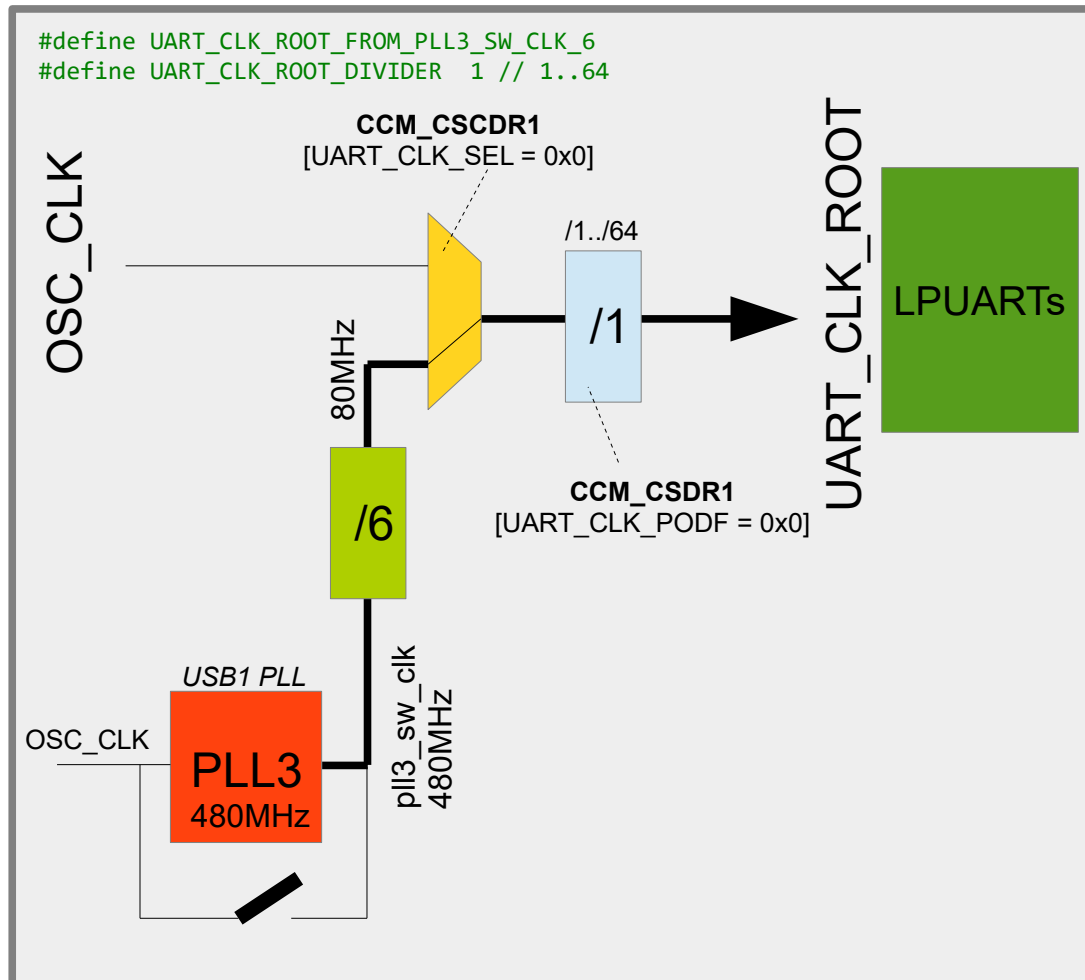 #define UART_CLK_ROOT_FROM_PLL3_SW_CLK_6
#define UART_CLK_ROOT_DIVIDER  1 // 1..64
CCM_CSCDR1
[UART_CLK_SEL = 0x0]
OSC_CLK
/1../64
/1
UART_CLK_ROOT
LPUARTs
80MHz
CCM_CSDR1
[UART_CLK_PODF = 0x0]
/6
USB1 PLL
OSC_CLK
PLL3
480MHz
pll3_sw_clk
480MHz